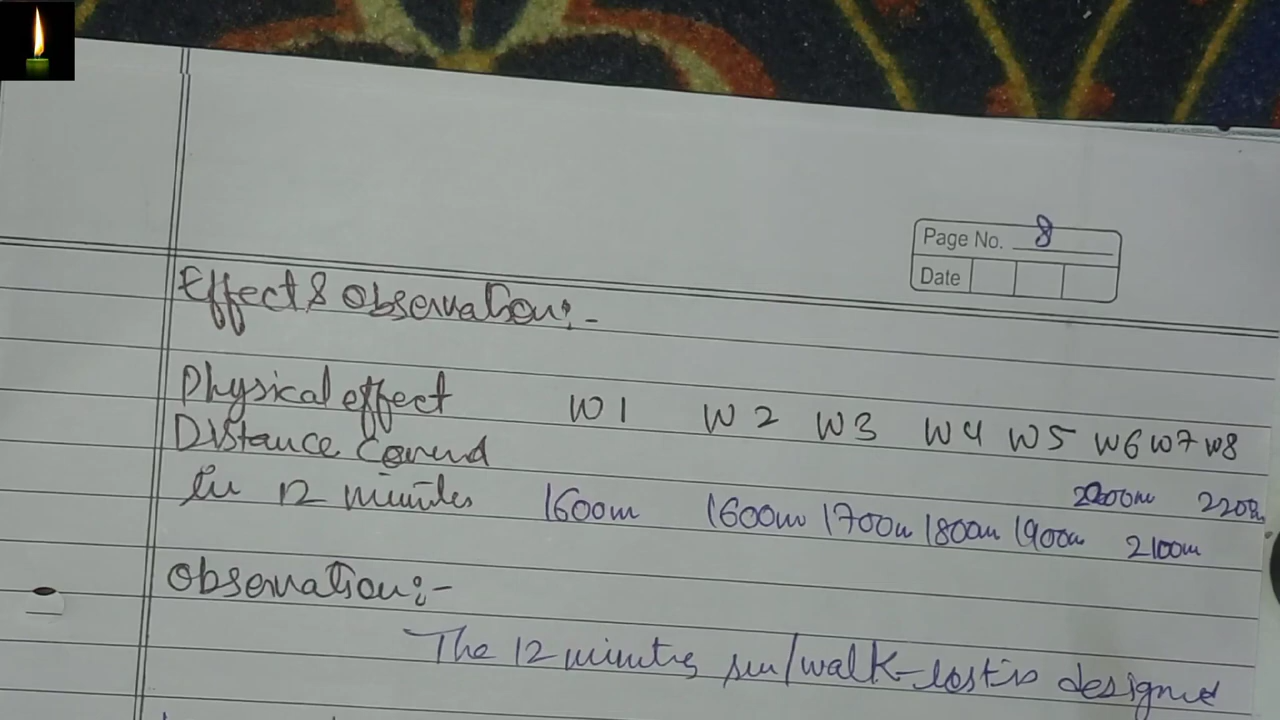 Page No. 8
Date
Effect & Observation:-
Physical effect W1 W2 W3 W4 W5 W6 W7 W8
Distance Covered
in 12 minutes 1600m 1600m 1700m 1800m 1900m 2000m 2100m 2200m
Observation:-
The 12 minutes run/walk-test is designed